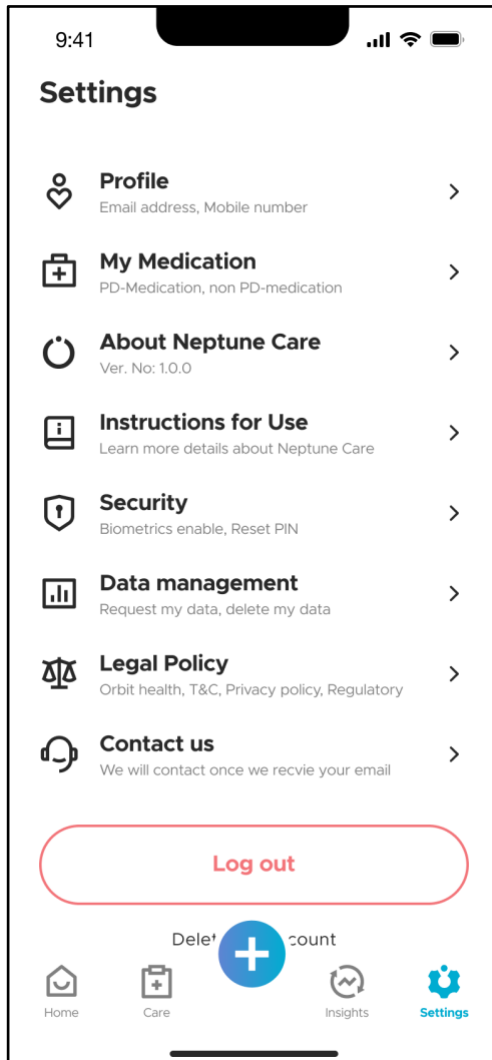 9:41
Settings
Profile
Email address, Mobile number
My Medication
PD-Medication, non PD-medication
About Neptune Care
Ver. No: 1.0.0
Instructions for Use
Learn more details about Neptune Care
Security
Biometrics enable, Reset PIN
Data management
Request my data, delete my data
Legal Policy
Orbit health, T&C, Privacy policy, Regulatory
Contact us
We will contact once we recvie your email
Log out
Home
Care
Insights
Settings